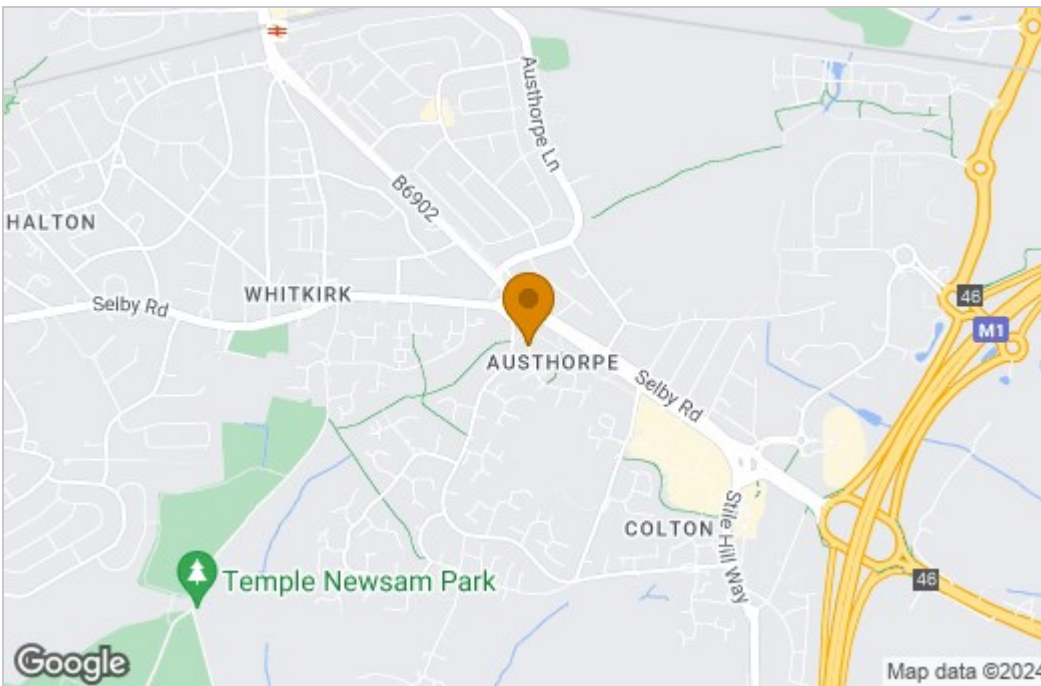 Austhorpe Ln
B6902
HALTON
Selby Rd
WHITKIRK
46
M1
AUSTHORPE
Selby Rd
COLTON
Stile Hill Way
Temple Newsam Park
46
Google
Map data ©2024